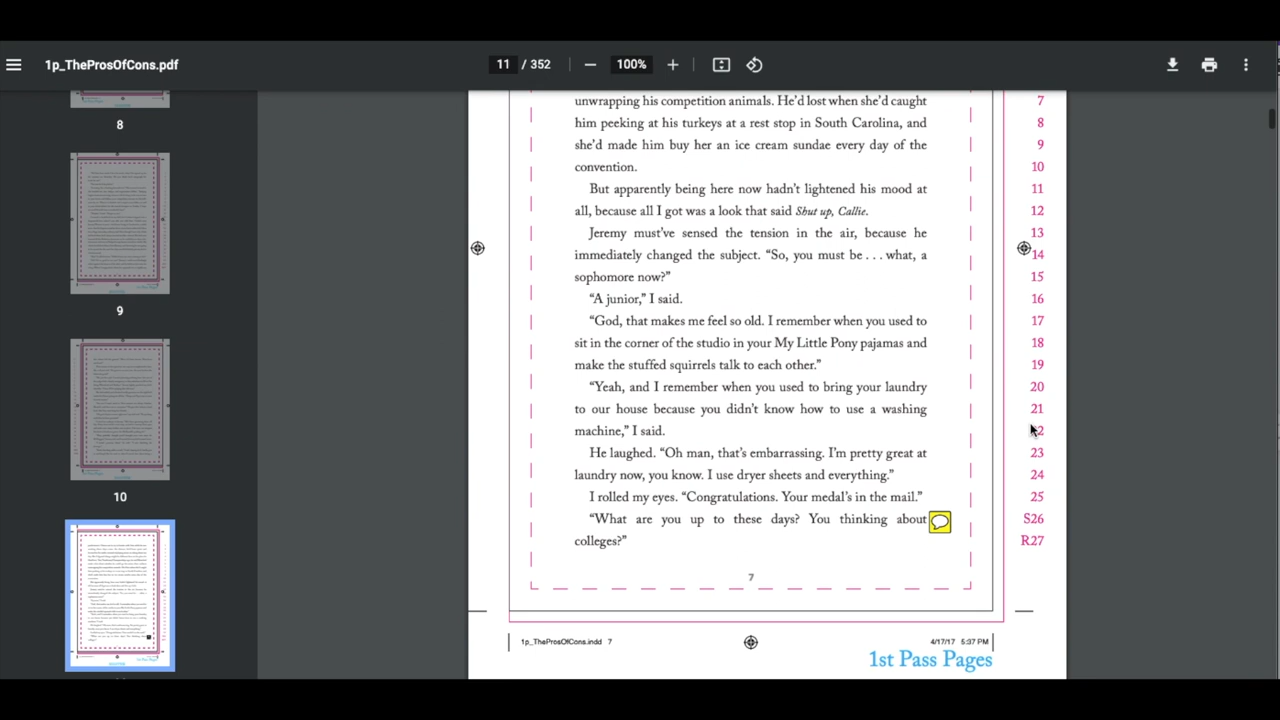 1p_TheProsOfCons.pdf
11 / 352
100%
8
9
10
unwrapping his competition animals. He'd lost when she'd caught 7
him peeking at his turkeys at a rest stop in South Carolina, and 8
she'd made him buy her an ice cream sundae every day of the 9
convention. 10
But apparently being here now hadn't lightened his mood at 11
all, because all I got was a look that said Shut up, Callie. 12
Jeremy must've sensed the tension in the air, because he 13
immediately changed the subject. “So, you must be . . . what, a 14
sophomore now?” 15
“A junior,” I said. 16
“God, that makes me feel so old. I remember when you used to 17
sit in the corner of the studio in your My Little Pony pajamas and 18
make the stuffed squirrels talk to each other.” 19
“Yeah, and I remember when you used to bring your laundry 20
to our house because you didn't know how to use a washing 21
machine,” I said.
He laughed. “Oh man, that's embarrassing. I'm pretty great at 23
laundry now, you know. I use dryer sheets and everything.” 24
I rolled my eyes. “Congratulations. Your medal's in the mail.” 25
“What are you up to these days? You thinking about S26
colleges?” R27
7
1p_TheProsOfCons.indd 7
4/17/17 5:37 PM
1st Pass Pages